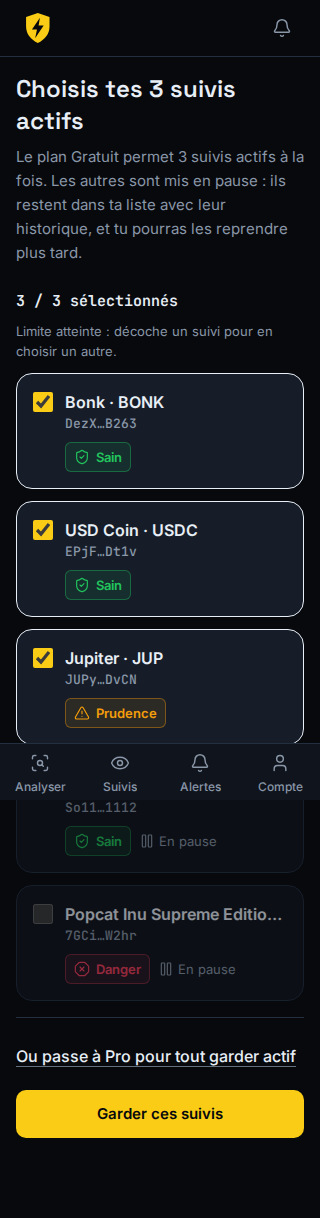 Choisis tes 3 suivis
actifs
Le plan Gratuit permet 3 suivis actifs à la
fois. Les autres sont mis en pause : ils
restent dans ta liste avec leur
historique, et tu pourras les reprendre
plus tard.
3 / 3 sélectionnés
Limite atteinte : décoche un suivi pour en
choisir un autre.
Bonk · BONK
DezX…B263
Sain
USD Coin · USDC
EPjF…Dt1v
Sain
Jupiter · JUP
JUPy…DvCN
Prudence
Analyser
Suivis
Alertes
Compte
So11…1112
Sain
En pause
Popcat Inu Supreme Editio…
7GCi…W2hr
Danger
En pause
Ou passe à Pro pour tout garder actif
Garder ces suivis